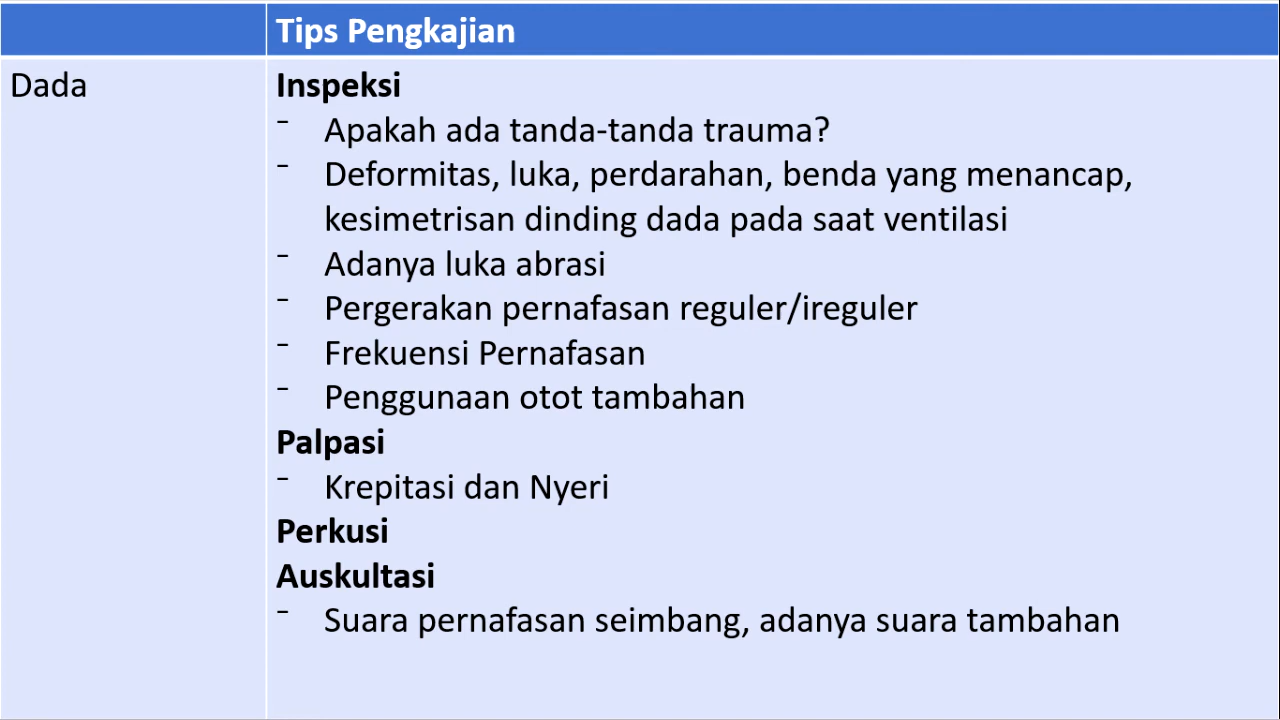 Tips Pengkajian
Dada
Inspeksi
- Apakah ada tanda-tanda trauma?
- Deformitas, luka, perdarahan, benda yang menancap,
kesimetrisan dinding dada pada saat ventilasi
- Adanya luka abrasi
- Pergerakan pernafasan reguler/ireguler
- Frekuensi Pernafasan
- Penggunaan otot tambahan
Palpasi
- Krepitasi dan Nyeri
Perkusi
Auskultasi
- Suara pernafasan seimbang, adanya suara tambahan